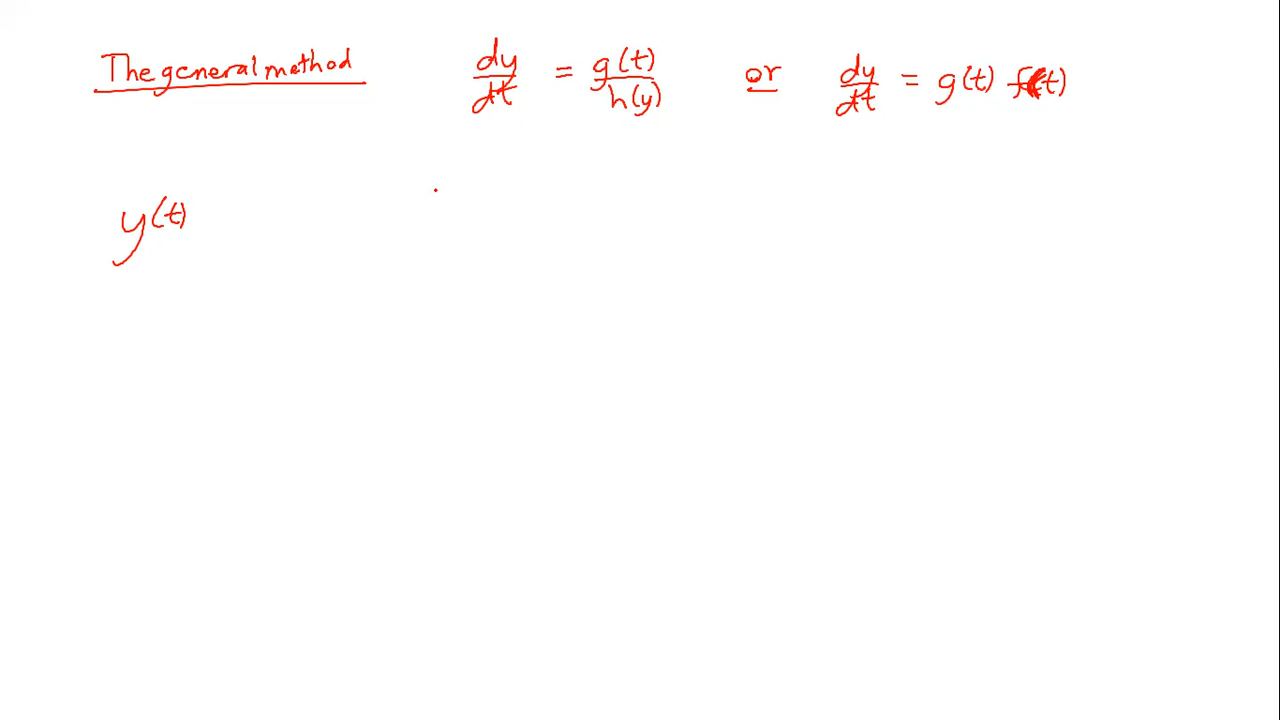 The general method dy/dt = g(t)/h(y) or dy/dt = g(t) f(t)
y(t)